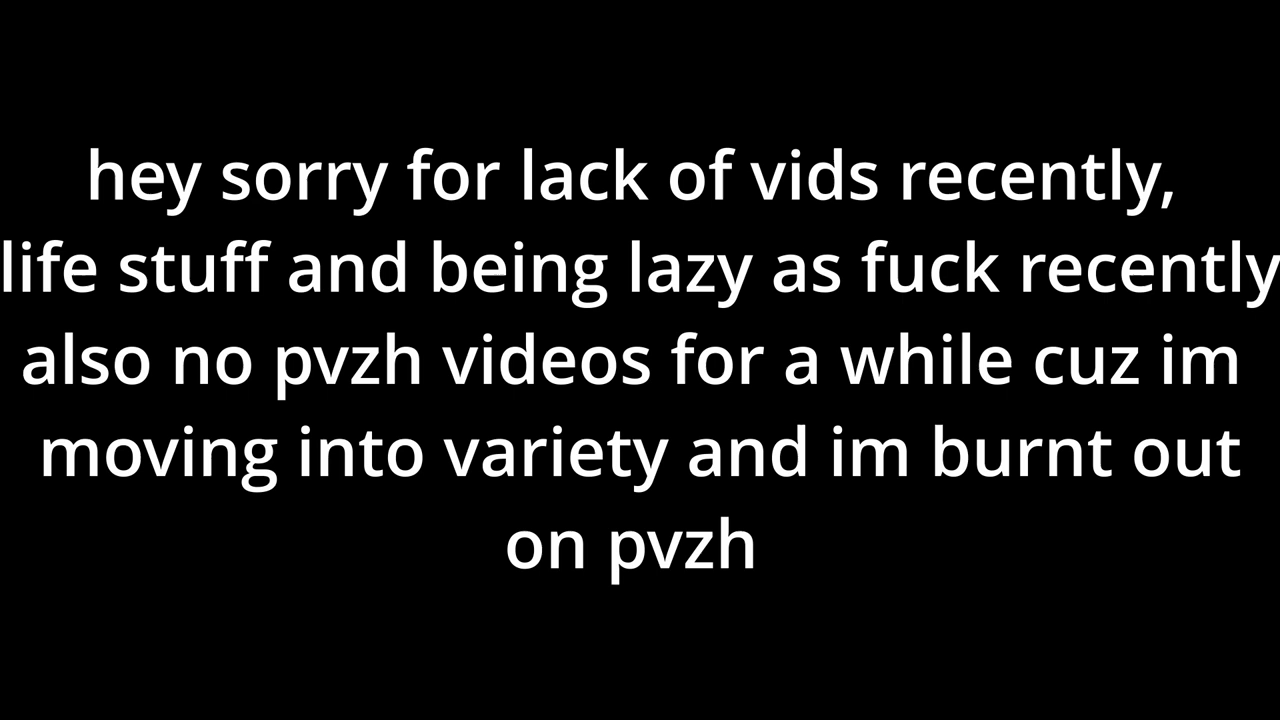 hey sorry for lack of vids recently,
life stuff and being lazy as fuck recently
also no pvzh videos for a while cuz im
moving into variety and im burnt out
on pvzh